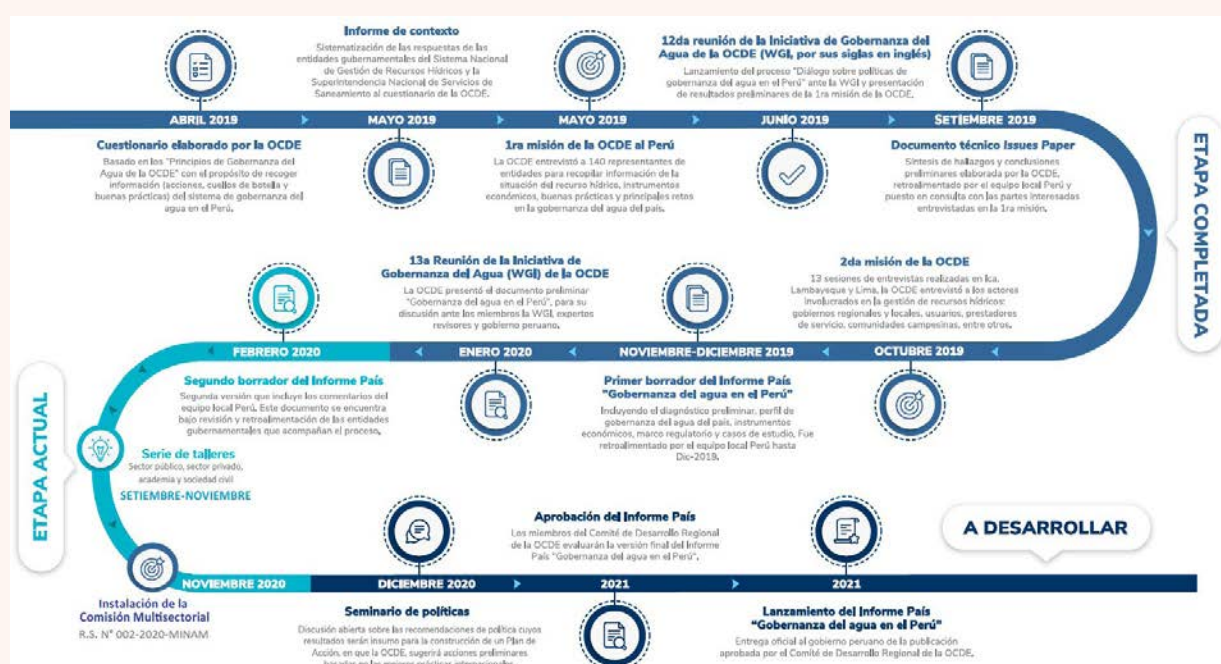 Informe de contexto
Sistematización de las respuestas de las
entidades gubernamentales del Sistema Nacional
de Gestión de Recursos Hídricos y la
Superintendencia Nacional de Servicios de
Saneamiento al cuestionario de la OCDE.
12da reunión de la Iniciativa de Gobernanza del
Agua de la OCDE (WGI, por sus siglas en inglés)
Lanzamiento del proceso "Diálogo sobre políticas de
gobernanza del agua en el Perú" ante la WGI y presentación
de resultados preliminares de la 1ra misión de la OCDE.
ABRIL 2019
MAYO 2019
MAYO 2019
JUNIO 2019
SETIEMBRE 2019
Cuestionario elaborado por la OCDE
Basado en los "Principios de Gobernanza del
Agua de la OCDE" con el propósito de recoger
información (acciones, cuellos de botella y
buenas prácticas) del sistema de gobernanza del
agua en el Perú.
1ra misión de la OCDE al Perú
La OCDE entrevistó a 140 representantes de
entidades para recopilar información de la
situación del recurso hídrico, instrumentos
económicos, buenas prácticas y principales retos
en la gobernanza del agua del país.
Documento técnico Issues Paper
Síntesis de hallazgos y conclusiones
preliminares elaborada por la OCDE,
retroalimentado por el equipo local Perú y
puesto en consulta con las partes interesadas
entrevistadas en la 1ra misión.
ETAPA COMPLETADA
13a Reunión de la Iniciativa de
Gobernanza del Agua (WGI) de la OCDE
La OCDE presentó el documento preliminar
"Gobernanza del agua en el Perú", para su
discusión ante los miembros la WGI, expertos
revisores y gobierno peruano.
2da misión de la OCDE
13 sesiones de entrevistas realizadas en Ica,
Lambayeque y Lima, la OCDE entrevistó a los actores
involucrados en la gestión de recursos hídricos:
gobiernos regionales y locales, usuarios, prestadores
de servicio, comunidades campesinas, entre otros.
FEBRERO 2020
ENERO 2020
NOVIEMBRE-DICIEMBRE 2019
OCTUBRE 2019
Segundo borrador del Informe País
Segunda versión que incluye los comentarios del
equipo local Perú. Este documento se encuentra
bajo revisión y retroalimentación de las entidades
gubernamentales que acompañan el proceso.
Primer borrador del Informe País
"Gobernanza del agua en el Perú"
Incluyendo el diagnóstico preliminar, perfil de
gobernanza del agua del país, instrumentos
económicos, marco regulatorio y casos de estudio. Fue
retroalimentado por el equipo local Perú hasta
Dic-2019.
ETAPA ACTUAL
Serie de talleres
Sector público, sector privado,
academia y sociedad civil
SETIEMBRE-NOVIEMBRE
Aprobación del Informe País
Los miembros del Comité de Desarrollo Regional
de la OCDE evaluarán la versión final del Informe
País "Gobernanza del agua en el Perú".
A DESARROLLAR
NOVIEMBRE 2020
DICIEMBRE 2020
2021
2021
Instalación de la
Comisión Multisectorial
R.S. N° 002-2020-MINAM
Seminario de políticas
Discusión abierta sobre las recomendaciones de política cuyos
resultados serán insumo para la construcción de un Plan de
Acción, en que la OCDE, sugerirá acciones preliminares
basadas en las mejores prácticas internacionales
Lanzamiento del Informe País
"Gobernanza del agua en el Perú"
Entrega oficial al gobierno peruano de la publicación
aprobada por el Comité de Desarrollo Regional de la OCDE.